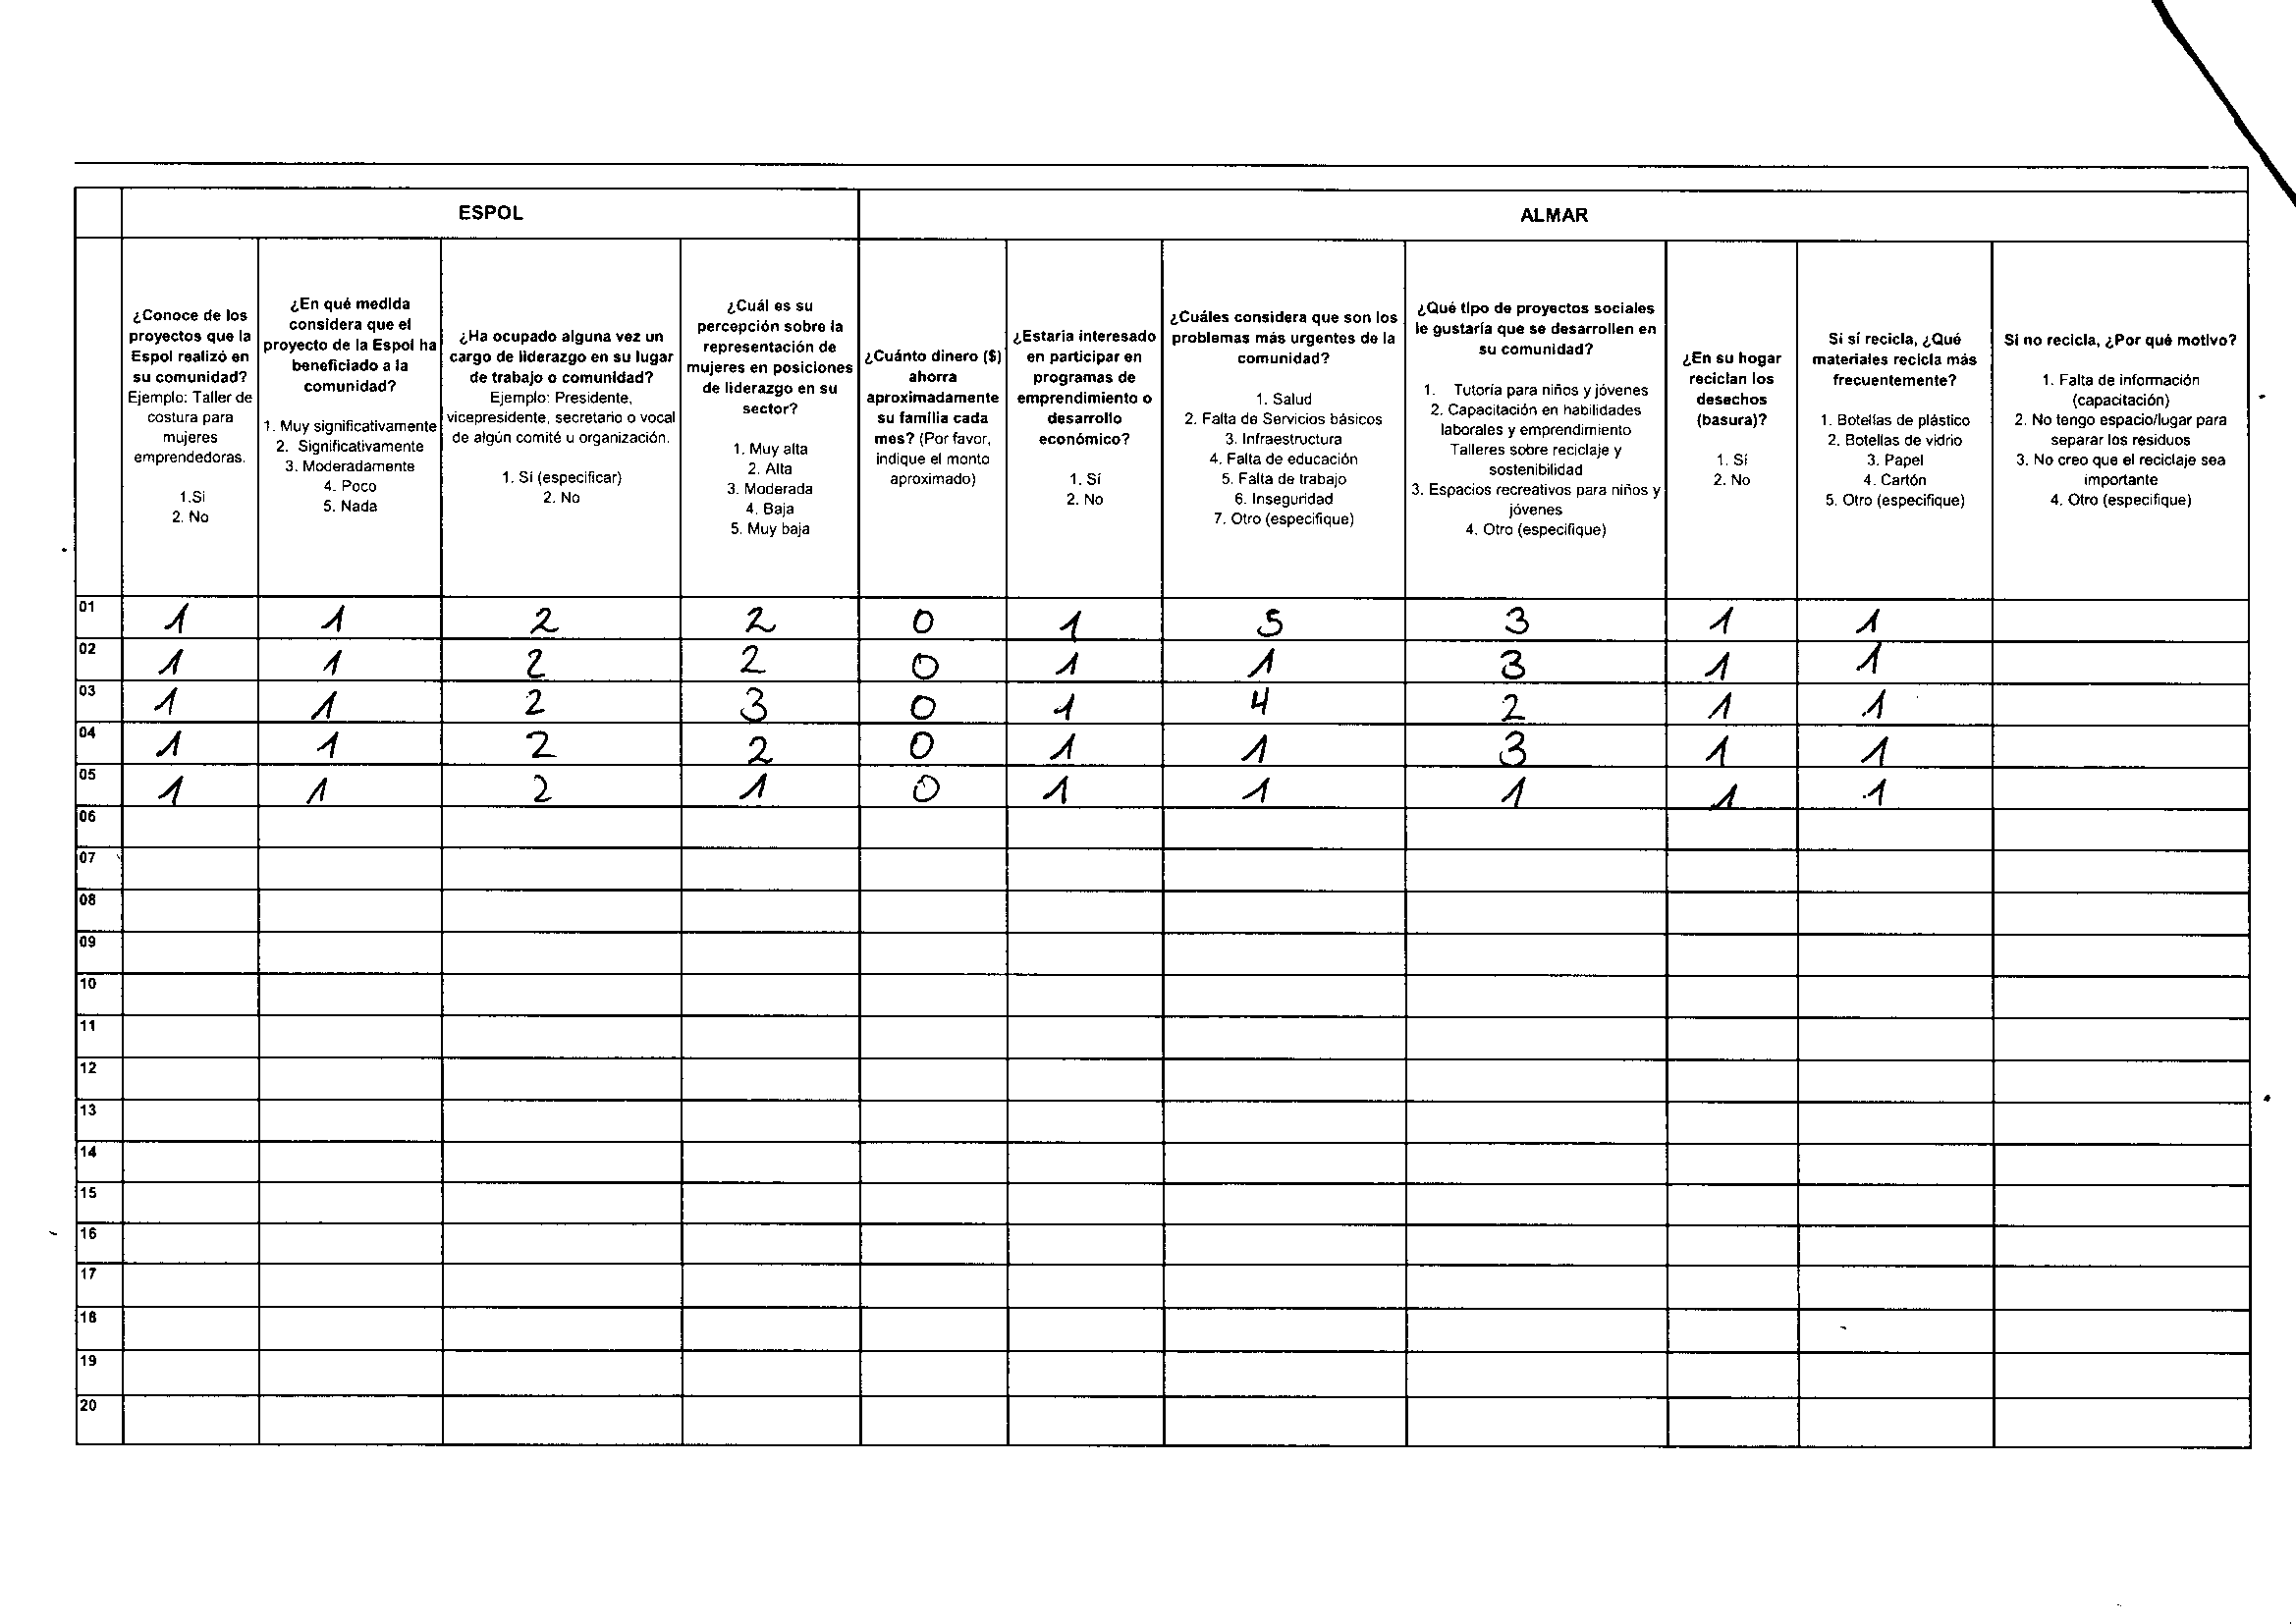 ESPOL
ALMAR
¿Conoce de los
proyectos que la
Espol realizó en
su comunidad?
Ejemplo: Taller de
costura para
mujeres
emprendedoras.
1.Si
2. No
¿En qué medida
considera que el
proyecto de la Espol ha
beneficiado a la
comunidad?
1. Muy significativamente
2. Significativamente
3. Moderadamente
4. Poco
5. Nada
¿Ha ocupado alguna vez un
cargo de liderazgo en su lugar
de trabajo o comunidad?
Ejemplo: Presidente,
vicepresidente, secretario o vocal
de algún comité u organización.
1. Sí (especificar)
2. No
¿Cuál es su
percepción sobre la
representación de
mujeres en posiciones
de liderazgo en su
sector?
1. Muy alta
2. Alta
3. Moderada
4. Baja
5. Muy baja
¿Cuánto dinero ($)
ahorra
aproximadamente
su familia cada
mes? (Por favor,
indique el monto
aproximado)
¿Estaría interesado
en participar en
programas de
emprendimiento o
desarrollo
económico?
1. Sí
2. No
¿Cuáles considera que son los
problemas más urgentes de la
comunidad?
1. Salud
2. Falta de Servicios básicos
3. Infraestructura
4. Falta de educación
5. Falta de trabajo
6. Inseguridad
7. Otro (especifique)
¿Qué tipo de proyectos sociales
le gustaría que se desarrollen en
su comunidad?
1. Tutoría para niños y jóvenes
2. Capacitación en habilidades
laborales y emprendimiento
Talleres sobre reciclaje y
sostenibilidad
3. Espacios recreativos para niños y
jóvenes
4. Otro (especifique)
¿En su hogar
reciclan los
desechos
(basura)?
1. Sí
2. No
Si sí recicla, ¿Qué
materiales recicla más
frecuentemente?
1. Botellas de plástico
2. Botellas de vidrio
3. Papel
4. Cartón
5. Otro (especifique)
Si no recicla, ¿Por qué motivo?
1. Falta de información
(capacitación)
2. No tengo espacio/lugar para
separar los residuos
3. No creo que el reciclaje sea
importante
4. Otro (especifique)
01 1 1 2 2 0 1 5 3 1 1
02 1 1 2 2 0 1 1 3 1 1
03 1 1 2 3 0 1 4 2 1 1
04 1 1 2 2 0 1 1 3 1 1
05 1 1 2 1 0 1 1 1 1 1
06
07
08
09
10
11
12
13
14
15
16
17
18
19
20